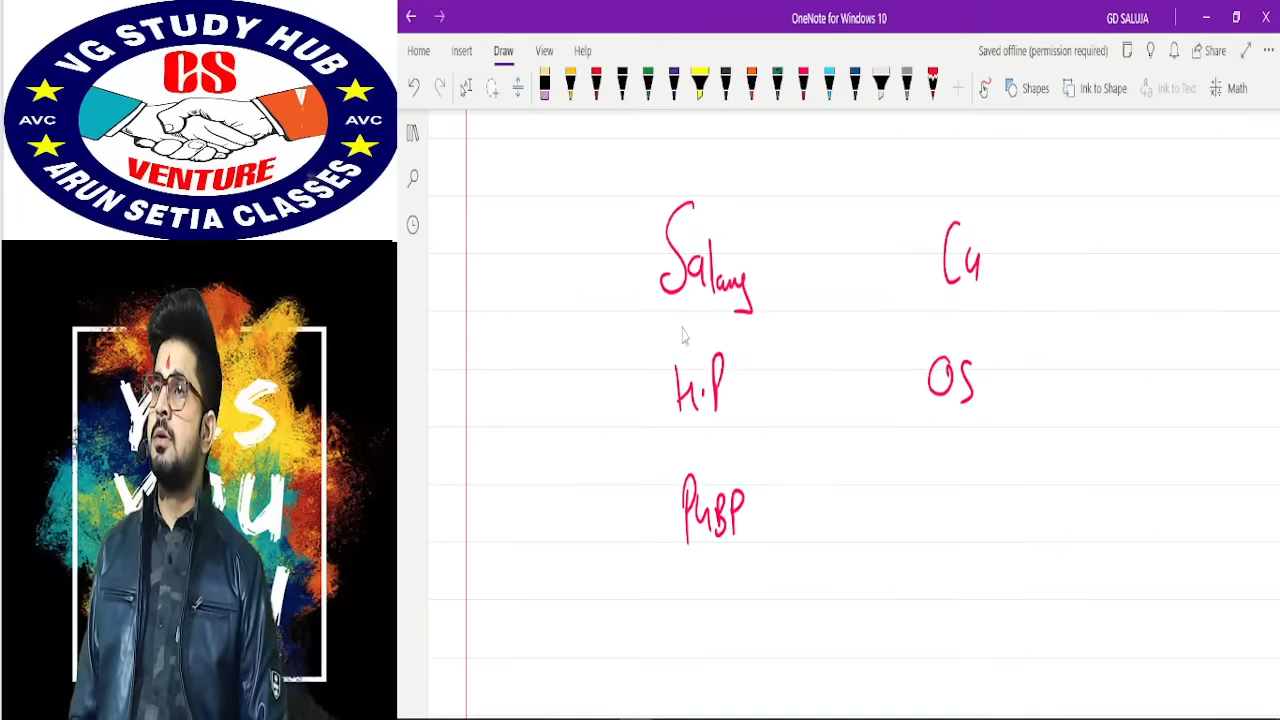 VG STUDY HUB
CS
AVC
AVC
VENTURE
ARUN SETIA CLASSES
YES
YOU
OneNote for Windows 10
GD SALUJA
Home Insert Draw View Help
Saved offline (permission required)
Share
Shapes
Ink to Shape
Ink to Text
Math
Salary
CG
H.P
OS
PGBP